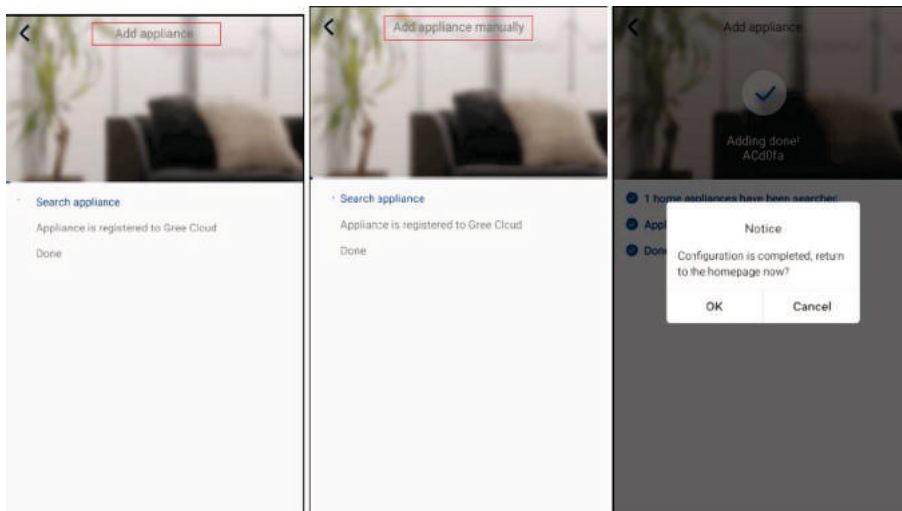 Add appliance
Search appliance
Appliance is registered to Gree Cloud
Done
Add appliance manually
Search appliance
Appliance is registered to Gree Cloud
Done
Add appliance
Adding done!
ACd0fa
1 home appliances have been searched
Appl
Done
Notice
Configuration is completed, return
to the homepage now?
OK
Cancel